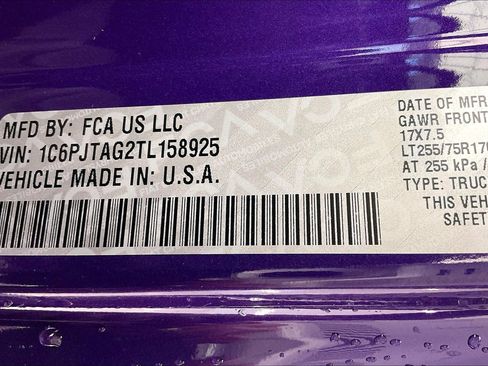 MFD BY: FCA US LLC
VIN: 1C6PJTAG2TL158925
VEHICLE MADE IN: U.S.A.
DATE OF MFR
GAWR FRONT
17X7.5
LT255/75R17
AT 255 kPa /
TYPE: TRUC
THIS VEH
SAFET